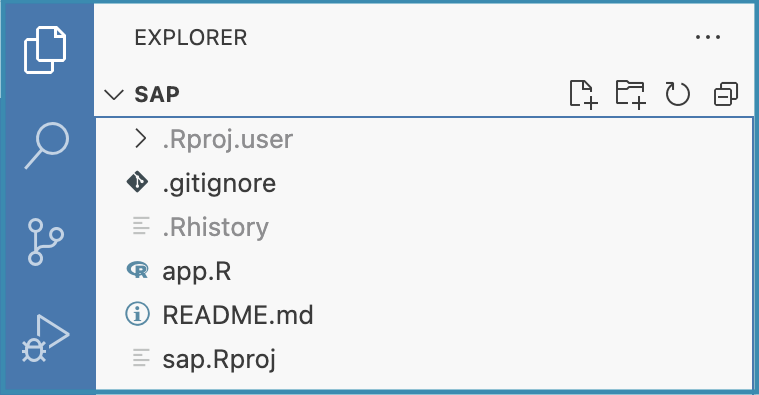 EXPLORER
SAP
.Rproj.user
.gitignore
.Rhistory
app.R
README.md
sap.Rproj